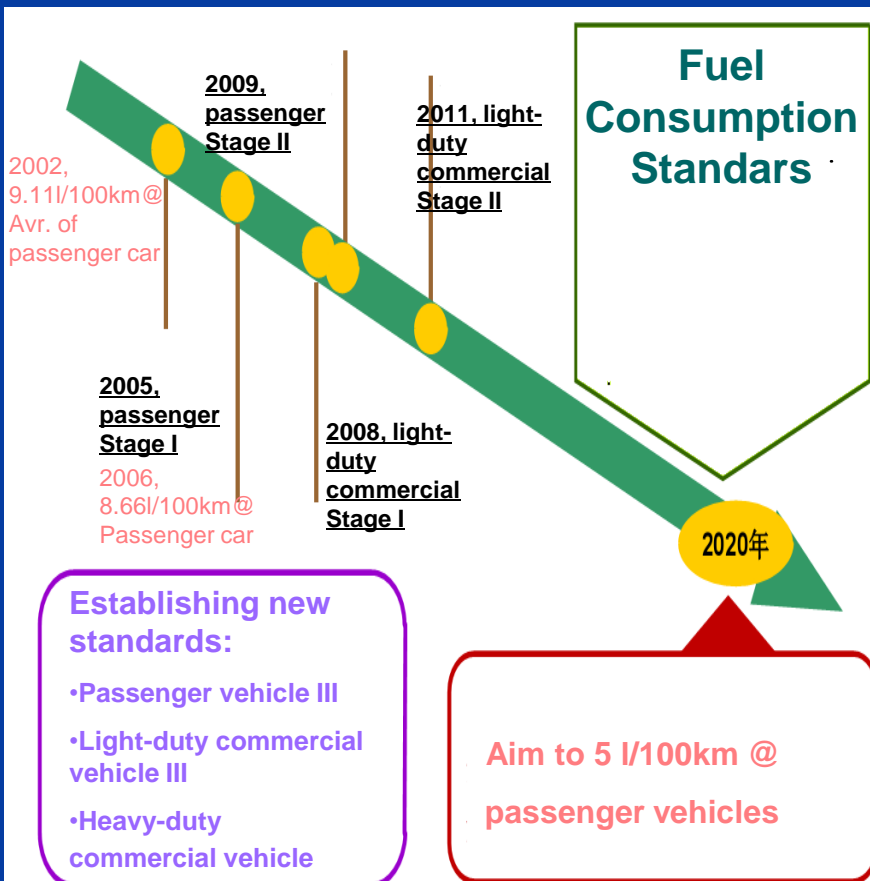 Fuel
Consumption
Standars
2009,
passenger
Stage II
2011, light-
duty
commercial
Stage II
2002,
9.11l/100km@
Avr. of
passenger car
2005,
passenger
Stage I
2006,
8.66l/100km@
Passenger car
2008, light-
duty
commercial
Stage I
2020年
Establishing new
standards:
•Passenger vehicle III
•Light-duty commercial
vehicle III
•Heavy-duty
commercial vehicle
Aim to 5 l/100km @
passenger vehicles